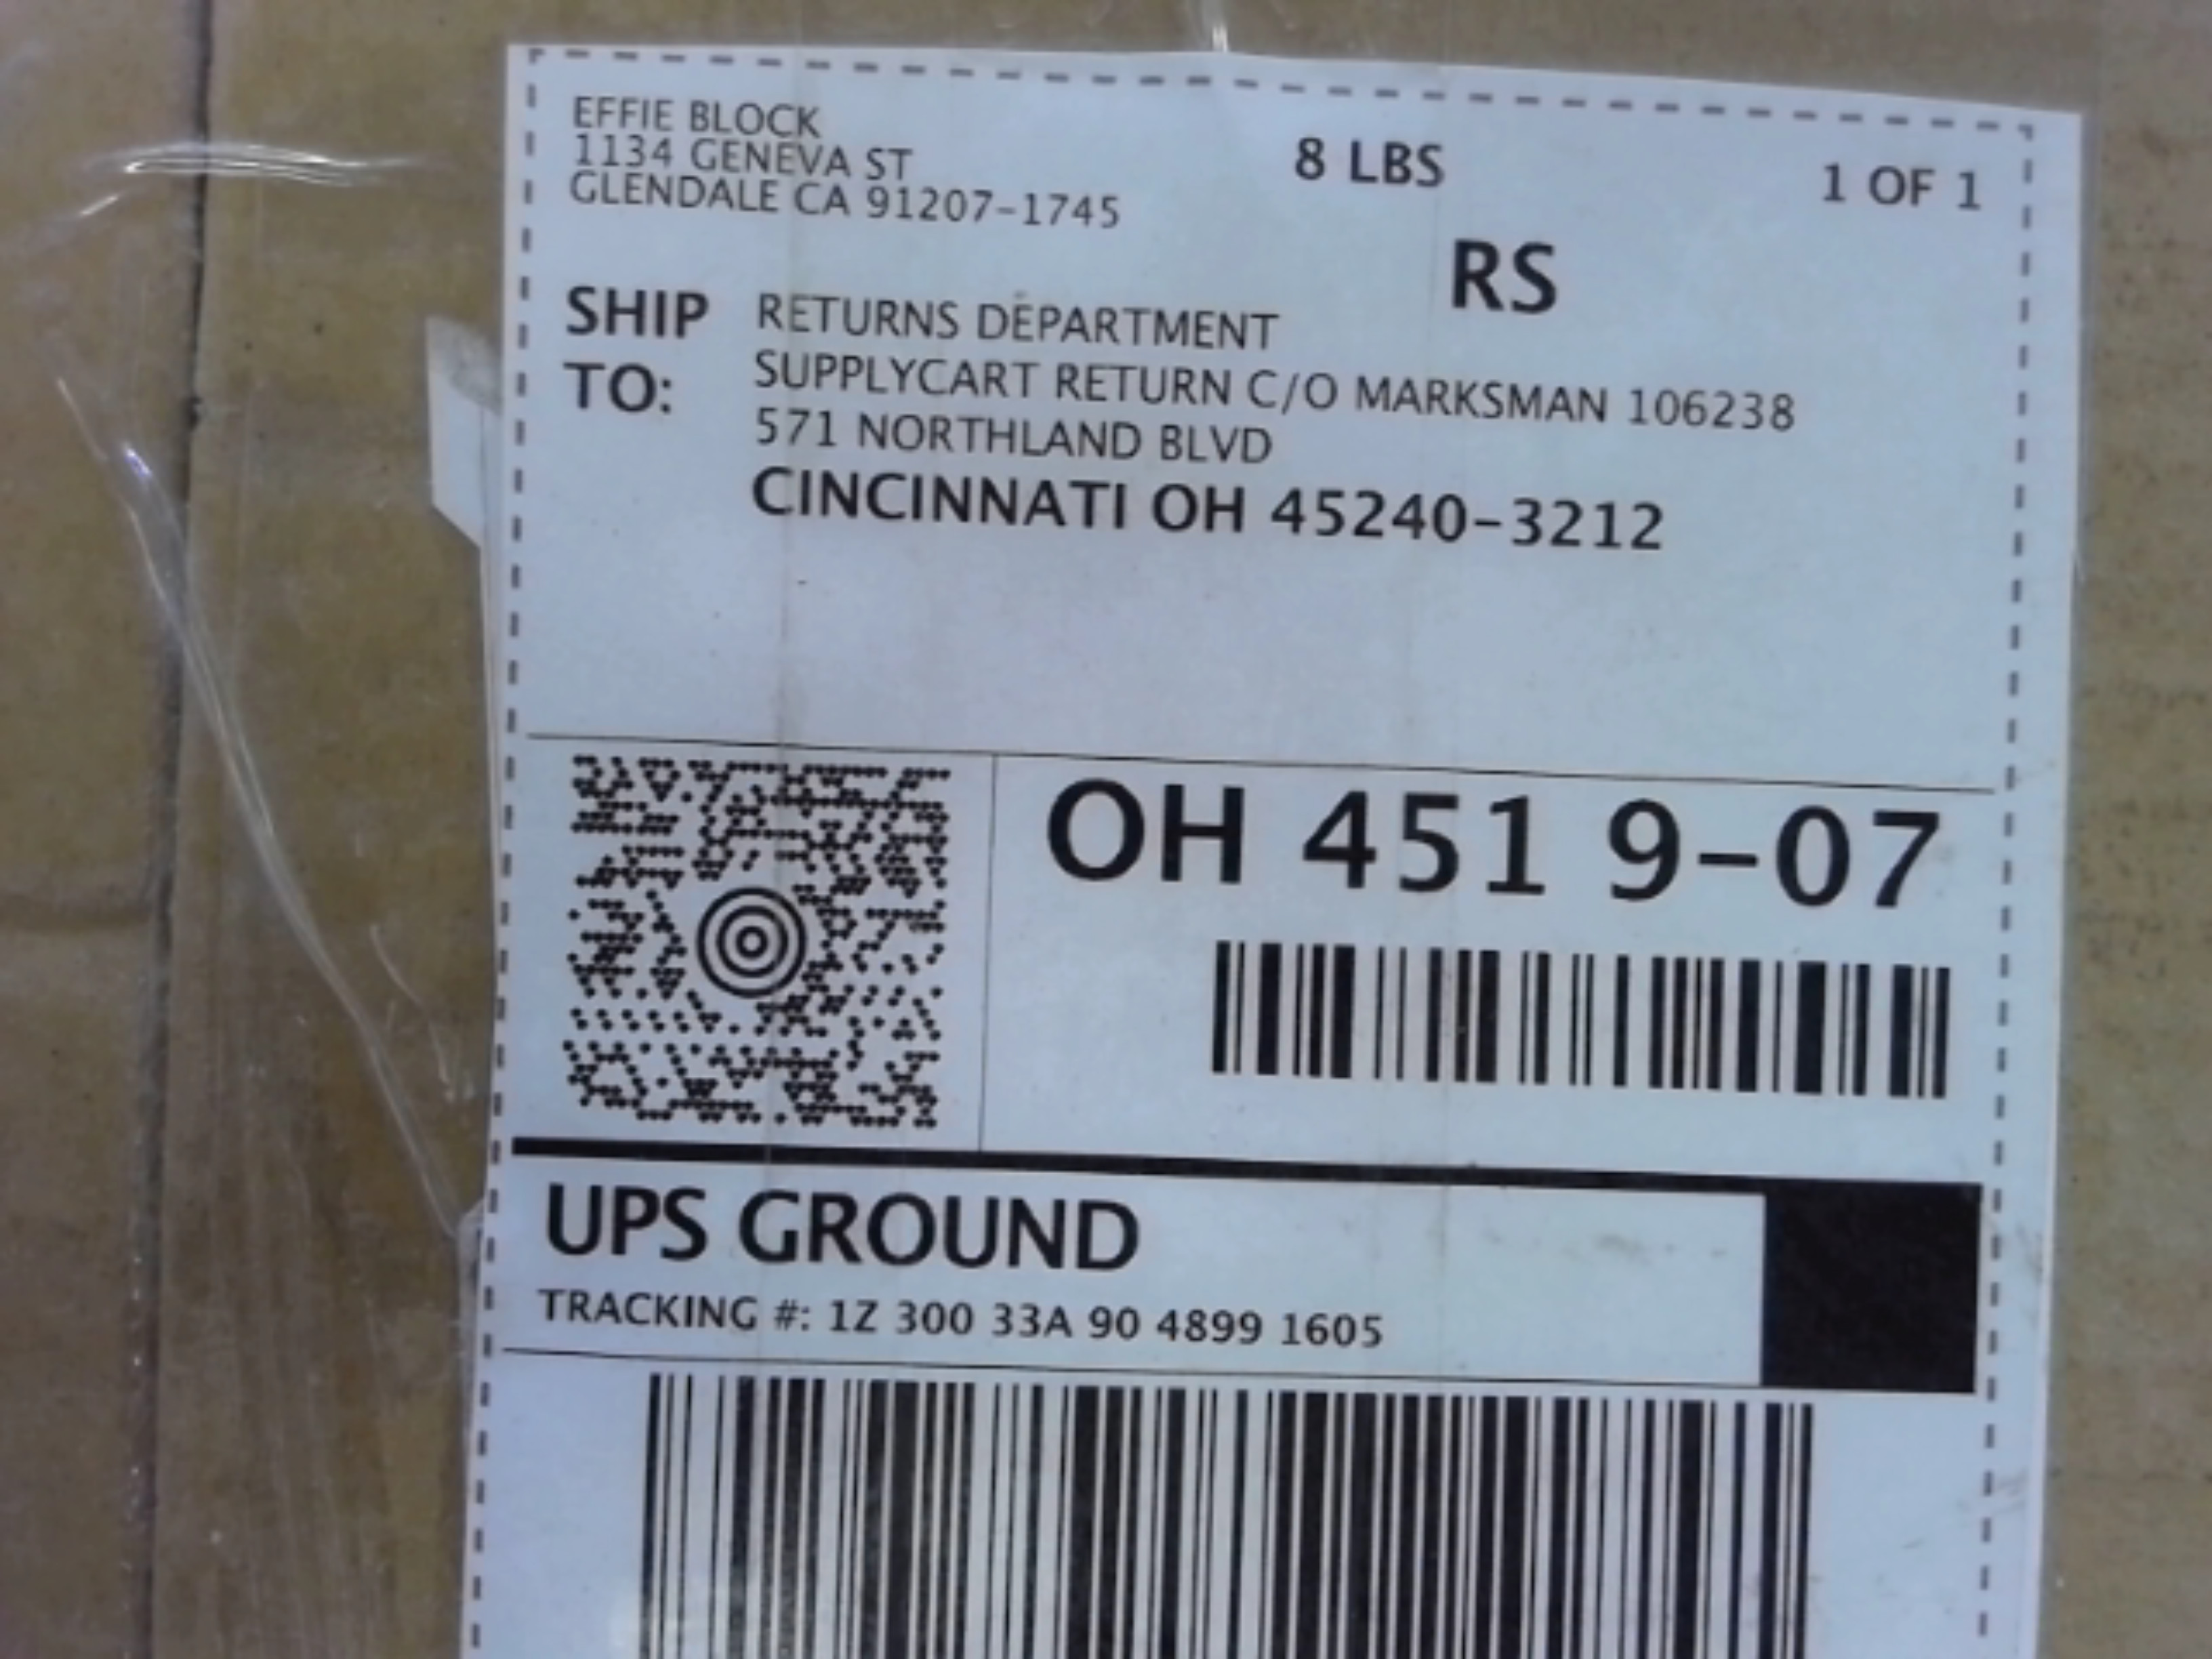 EFFIE BLOCK
1134 GENEVA ST
GLENDALE CA 91207-1745
8 LBS
1 OF 1
RS
SHIP TO:
RETURNS DEPARTMENT
SUPPLYCART RETURN C/O MARKSMAN 106238
571 NORTHLAND BLVD
CINCINNATI OH 45240-3212
OH 451 9-07
UPS GROUND
TRACKING #: 1Z 300 33A 90 4899 1605